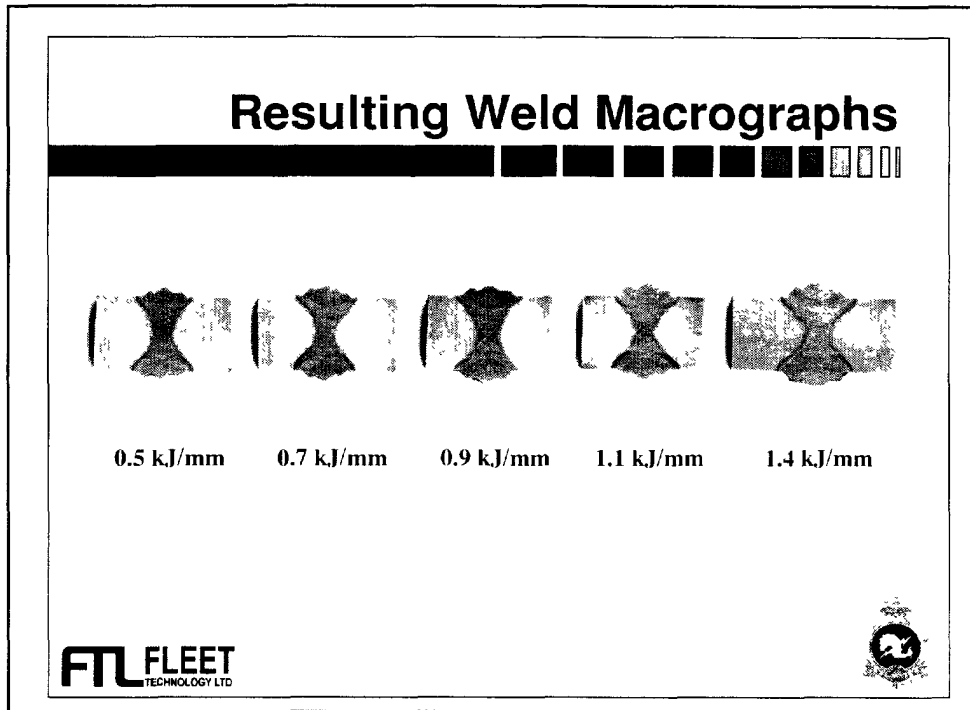 Resulting Weld Macrographs
0.5 kJ/mm 0.7 kJ/mm 0.9 kJ/mm 1.1 kJ/mm 1.4 kJ/mm
FTL FLEET
TECHNOLOGY LTD